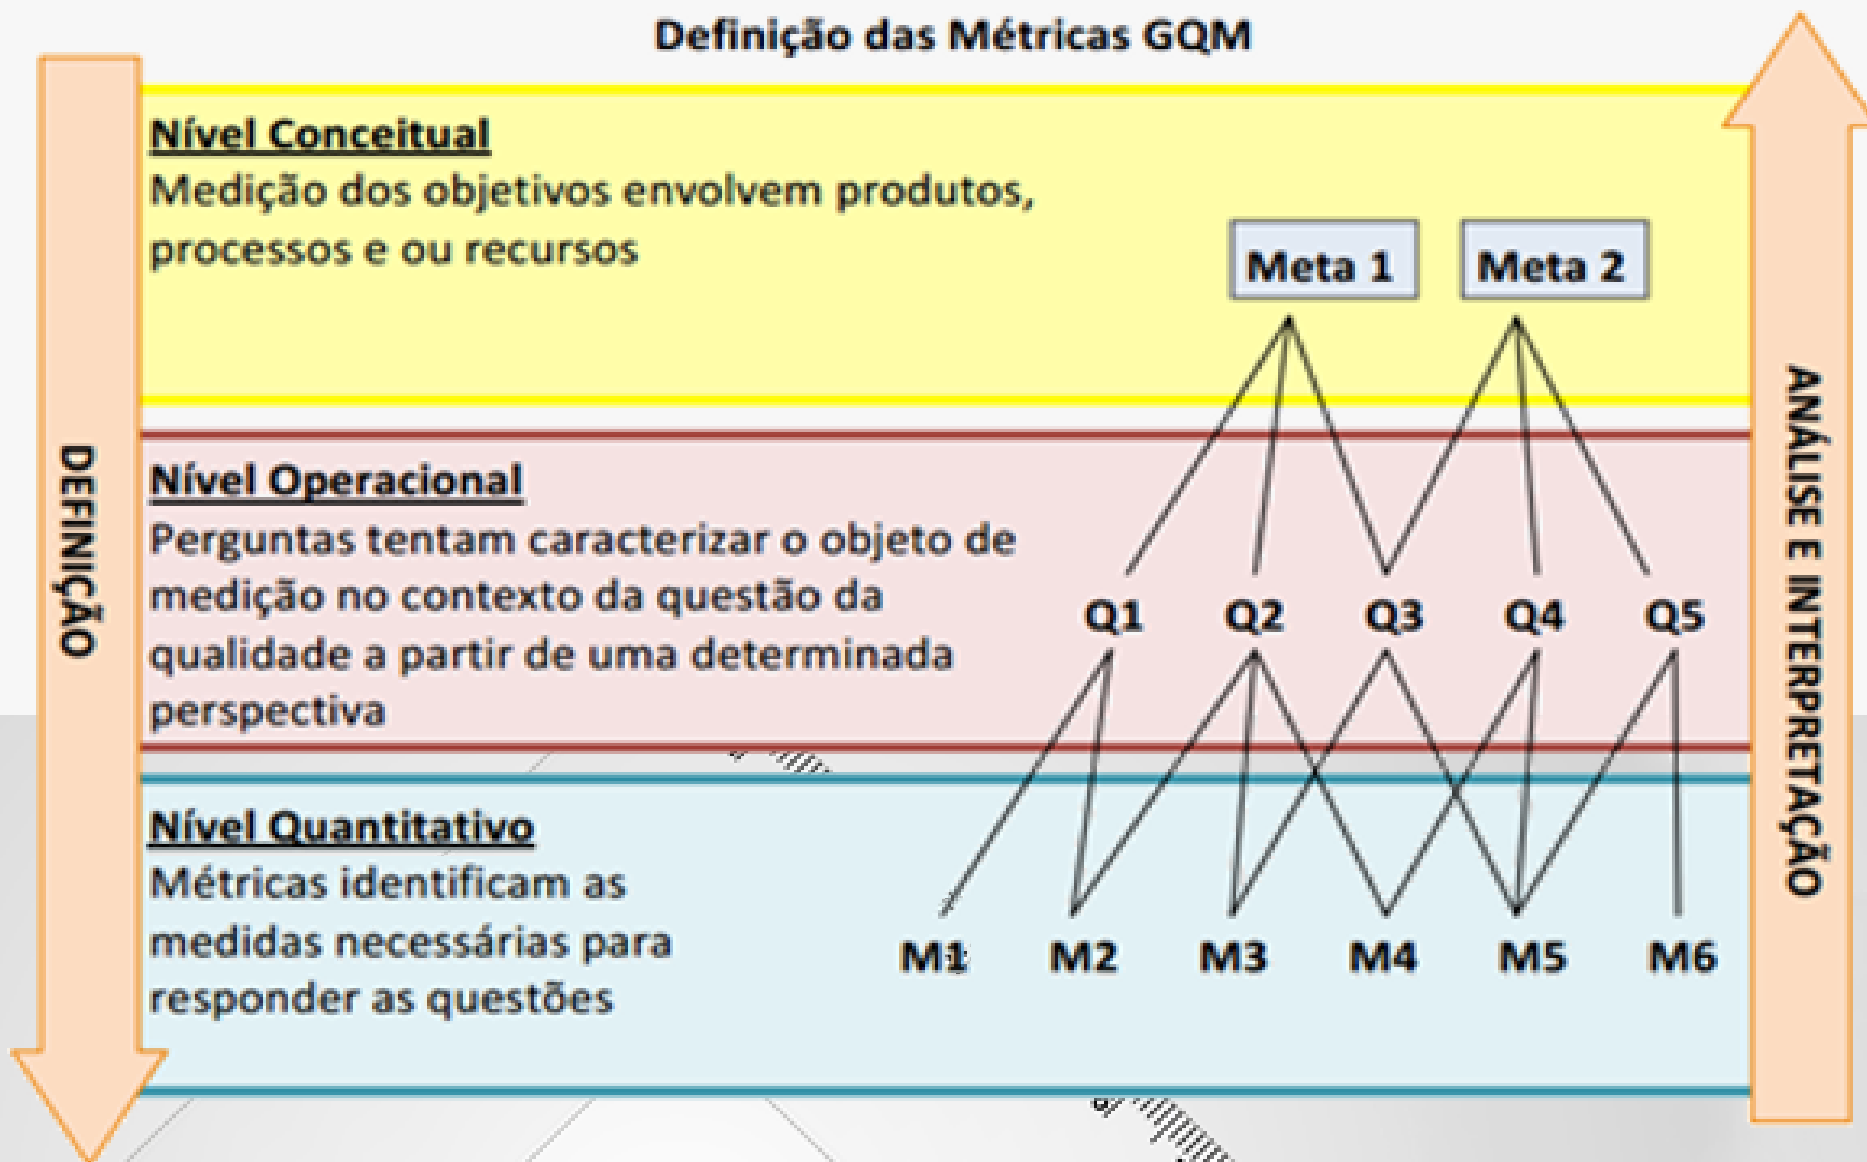 Definição das Métricas GQM
Nível Conceitual
Medição dos objetivos envolvem produtos,
processos e ou recursos
Meta 1
Meta 2
DEFINIÇÃO
ANÁLISE E INTERPRETAÇÃO
Nível Operacional
Perguntas tentam caracterizar o objeto de
medição no contexto da questão da
qualidade a partir de uma determinada
perspectiva
Q1 Q2 Q3 Q4 Q5
Nível Quantitativo
Métricas identificam as
medidas necessárias para
responder as questões
M1 M2 M3 M4 M5 M6